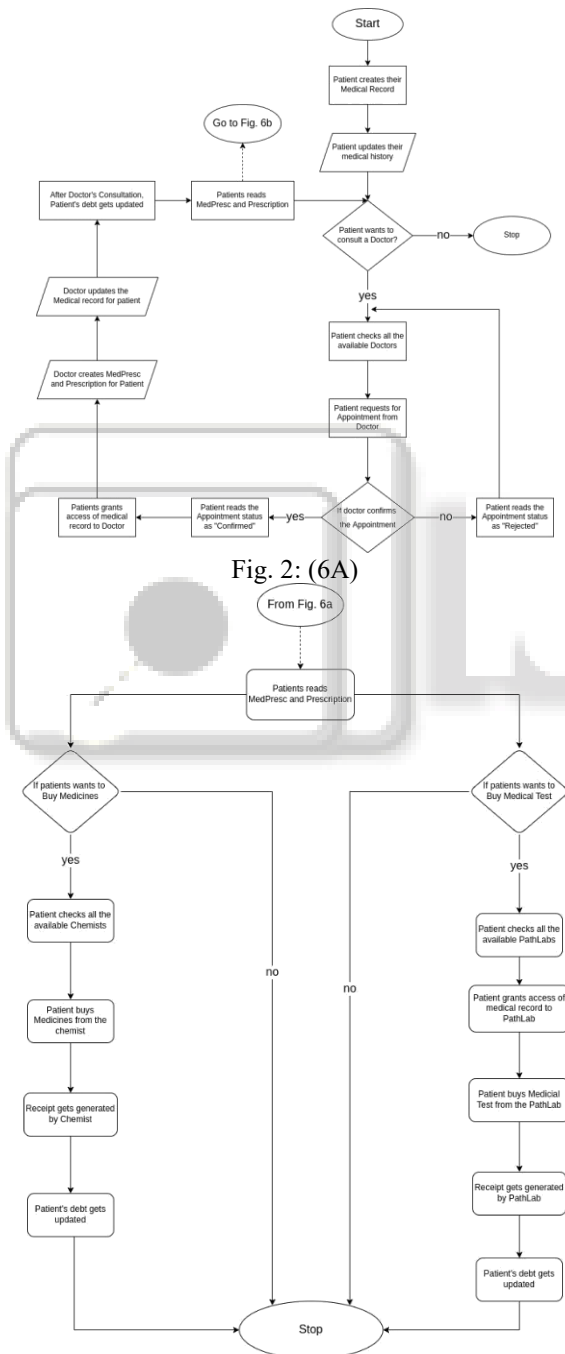 Start
Patient creates their
Medical Record
Go to Fig. 6b
Patient updates their
medical history
After Doctor's Consultation,
Patient's debt gets
updated
Patients reads
MedPresc and Prescription
Patient wants to
consult a Doctor?
no
Stop
yes
Doctor updates the
Medical record for patient
Patient checks all the
available Doctors
Doctor creates MedPresc
and Prescription for Patient
Patient requests for
Appointment from
Doctor
Patients grants
access of medical
record to Doctor
Patient reads the
Appointment status
as "Confirmed"
yes
If doctor confirms
the Appointment
no
Patient reads the
Appointment status
as "Rejected"
Fig. 2: (6A)
From Fig. 6a
Patients reads
MedPresc and Prescription
If patients wants to
Buy Medicines
If patients wants to
Buy Medical Test
yes
yes
Patient checks all the
available Chemists
Patient checks all the
available PathLabs
no
no
Patient buys
Medicines from the
chemist
Patient grants access of
medical record to
PathLab
Receipt gets generated
by Chemist
Patient buys Medicial
Test from the PathLab
Patient's debt gets
updated
Receipt gets generated
by PathLab
Patient's debt gets
updated
Stop